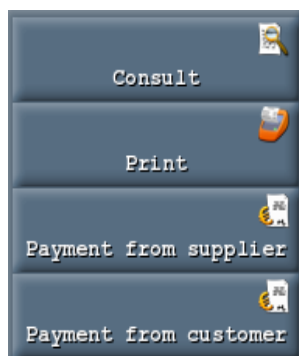 Consult
Print
Payment from supplier
Payment from customer